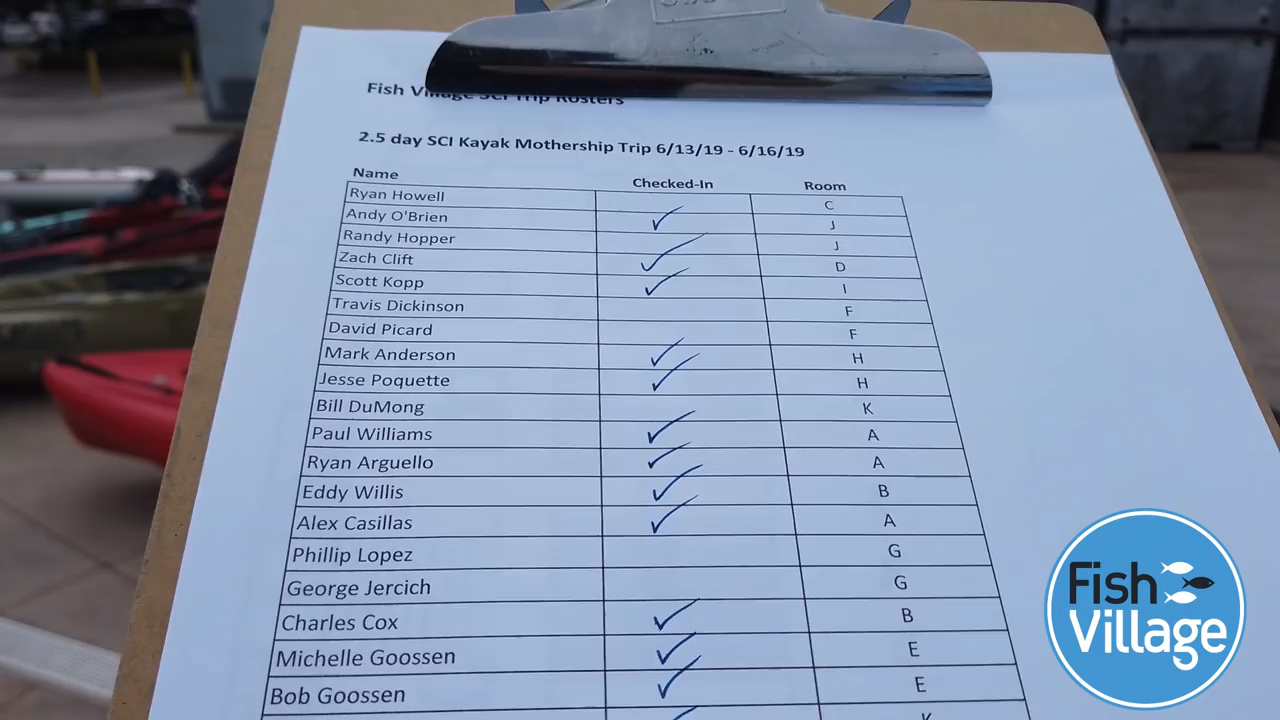 Fish Village SCI Trip Rosters
2.5 day SCI Kayak Mothership Trip 6/13/19 - 6/16/19
Name Checked-In Room
Ryan Howell C
Andy O'Brien ✓ J
Randy Hopper J
Zach Clift ✓ D
Scott Kopp ✓ I
Travis Dickinson F
David Picard F
Mark Anderson ✓ H
Jesse Poquette ✓ H
Bill DuMong K
Paul Williams ✓ A
Ryan Arguello ✓ A
Eddy Willis ✓ B
Alex Casillas ✓ A
Phillip Lopez G
George Jercich G
Charles Cox ✓ B
Michelle Goossen ✓ E
Bob Goossen ✓ E
Fish
Village